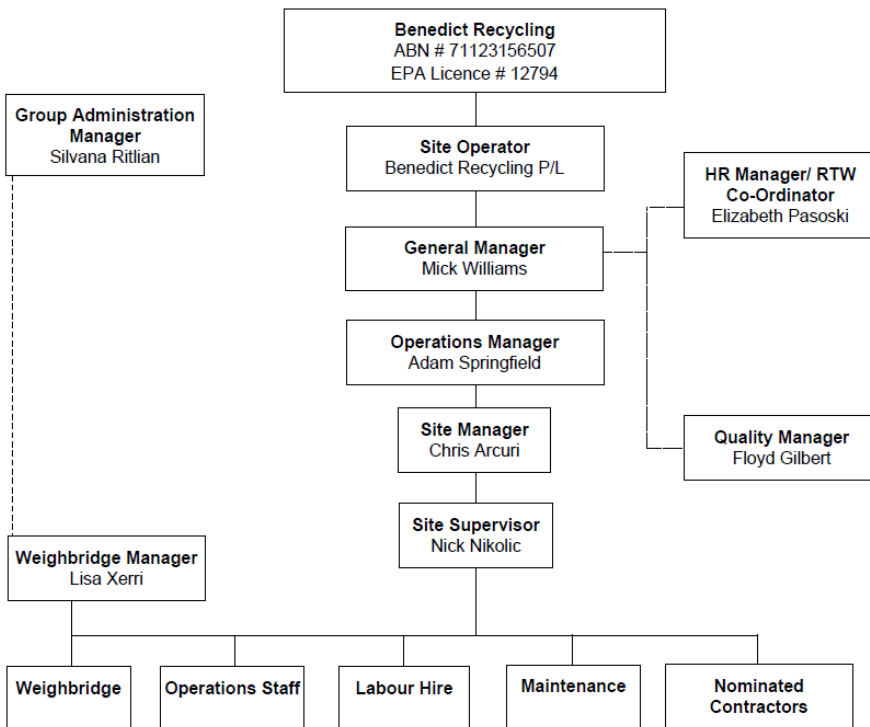 Benedict Recycling
ABN # 71123156507
EPA Licence # 12794
Group Administration
Manager
Silvana Ritlian
Site Operator
Benedict Recycling P/L
HR Manager/ RTW
Co-Ordinator
Elizabeth Pasoski
General Manager
Mick Williams
Operations Manager
Adam Springfield
Site Manager
Chris Arcuri
Quality Manager
Floyd Gilbert
Site Supervisor
Nick Nikolic
Weighbridge Manager
Lisa Xerri
Weighbridge
Operations Staff
Labour Hire
Maintenance
Nominated
Contractors